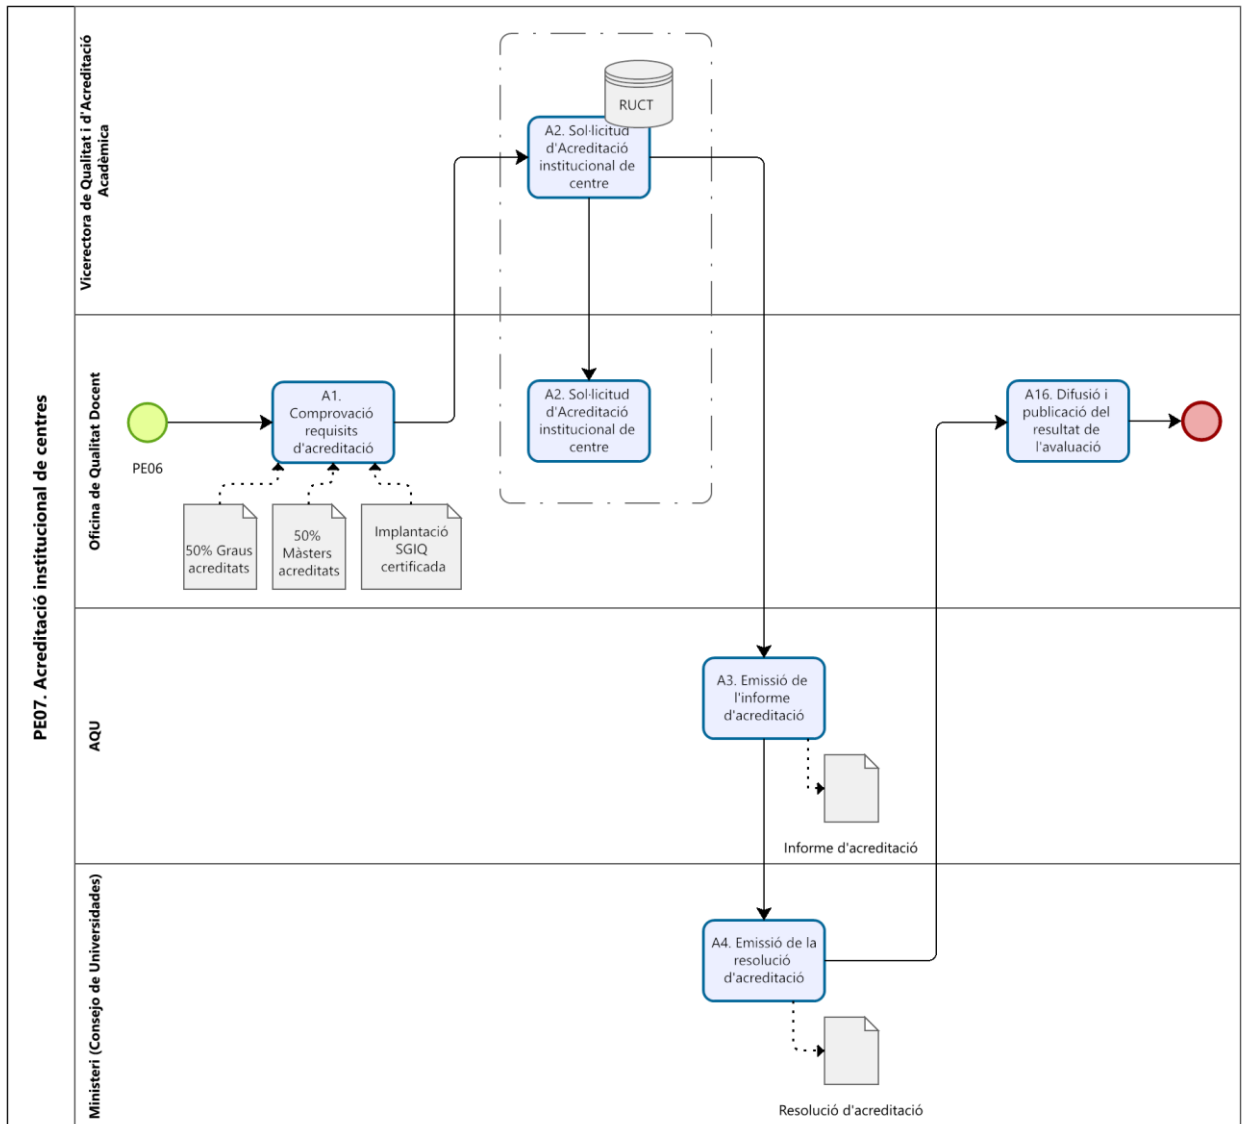 PE07. Acreditació institucional de centres
Vicerectora de Qualitat i d'Acreditació
Acadèmica
RUCT
A2. Sol·licitud
d'Acreditació
institucional de
centre
Oficina de Qualitat Docent
PE06
A1.
Comprovació
requisits
d'acreditació
50% Graus
acreditats
50%
Màsters
acreditats
Implantació
SGIQ
certificada
A2. Sol·licitud
d'Acreditació
institucional de
centre
A16. Difusió i
publicació del
resultat de
l'avaluació
AQU
A3. Emissió de
l'informe
d'acreditació
Informe d'acreditació
Ministeri (Consejo de Universidades)
A4. Emissió de la
resolució
d'acreditació
Resolució d'acreditació